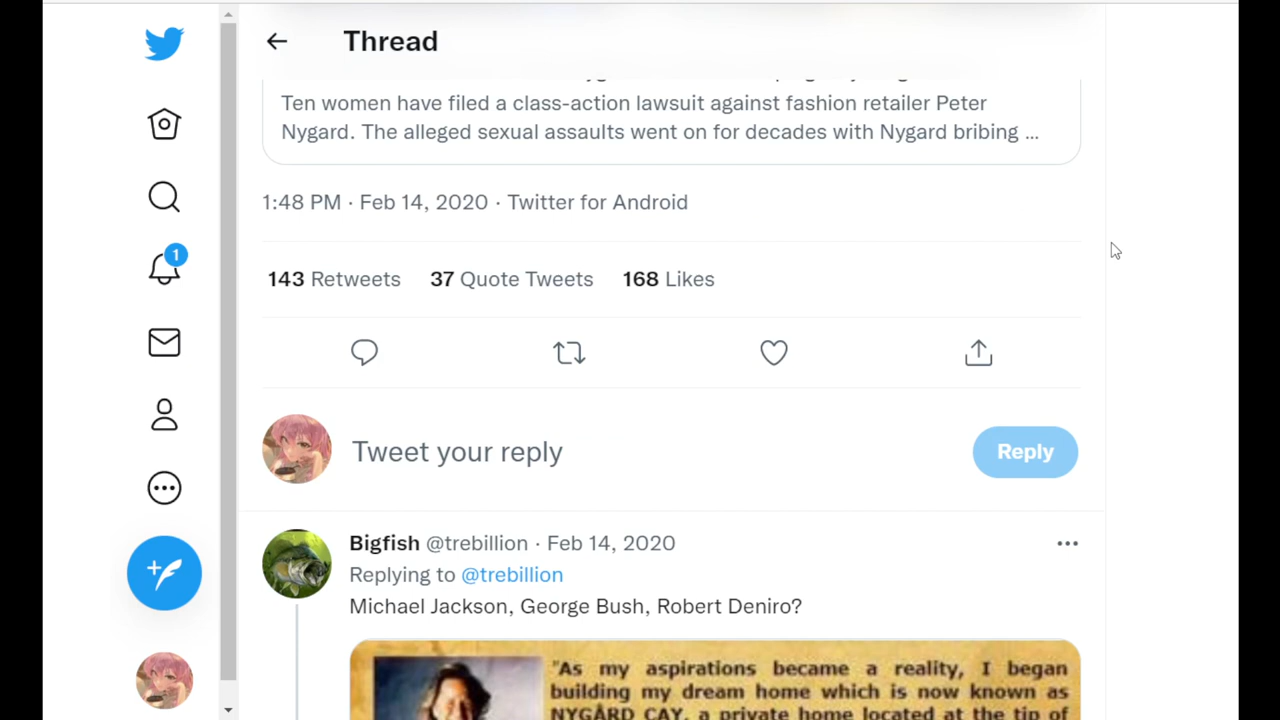 Thread
Ten women have filed a class-action lawsuit against fashion retailer Peter
Nygard. The alleged sexual assaults went on for decades with Nygard bribing ...
1:48 PM · Feb 14, 2020 · Twitter for Android
1
143 Retweets 37 Quote Tweets 168 Likes
Tweet your reply
Reply
Bigfish @trebillion · Feb 14, 2020
Replying to @trebillion
Michael Jackson, George Bush, Robert Deniro?
"As my aspirations became a reality, I began
building my dream home which is now known as
NYGÅRD CAY, a private home located at the tip of